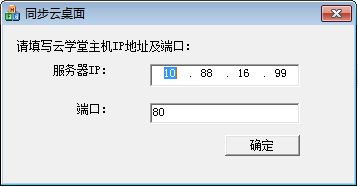 同步云桌面
请填写云学堂主机IP地址及端口：
服务器IP： 10 . 88 . 16 . 99
端口： 80
确定